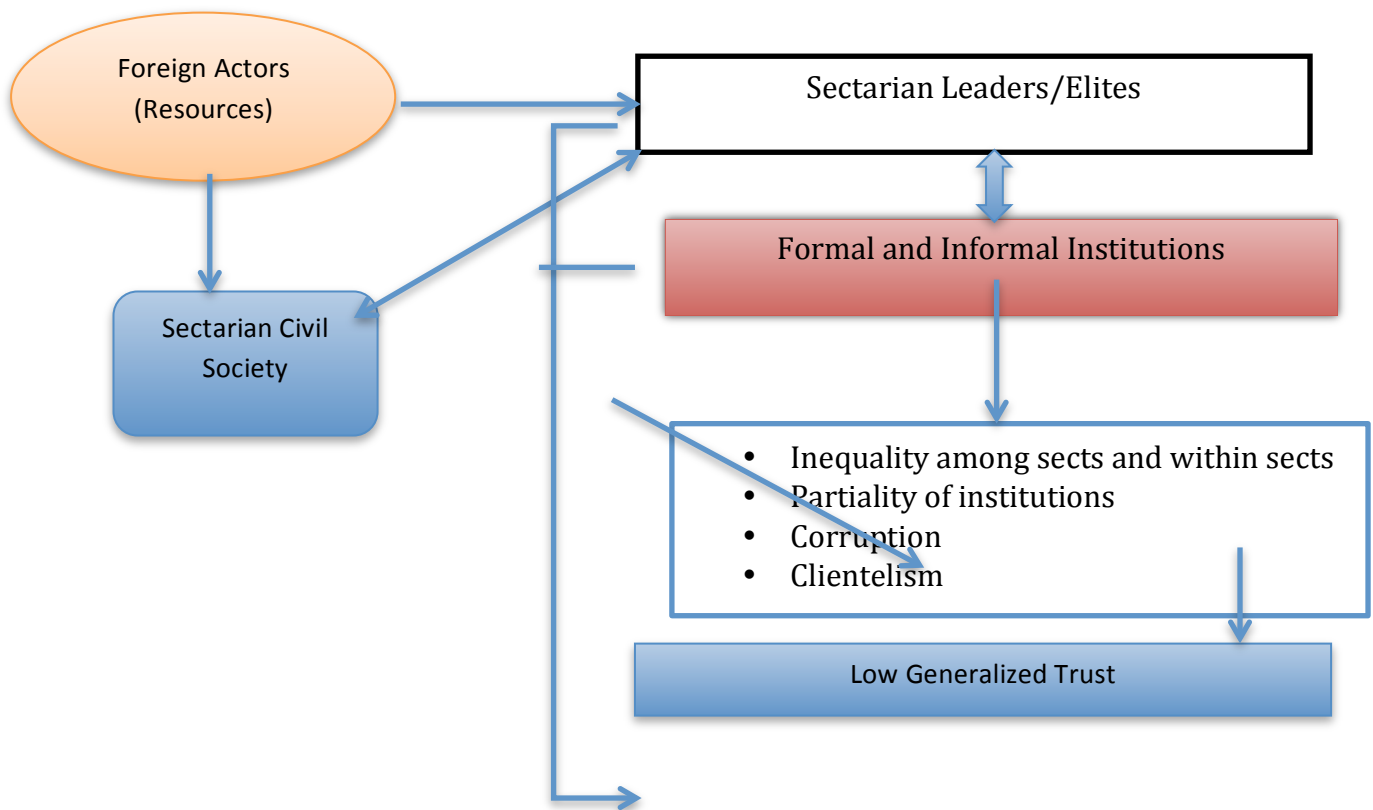 Foreign Actors
(Resources)
Sectarian Leaders/Elites
Formal and Informal Institutions
Sectarian Civil
Society
• Inequality among sects and within sects
• Partiality of institutions
• Corruption
• Clientelism
Low Generalized Trust